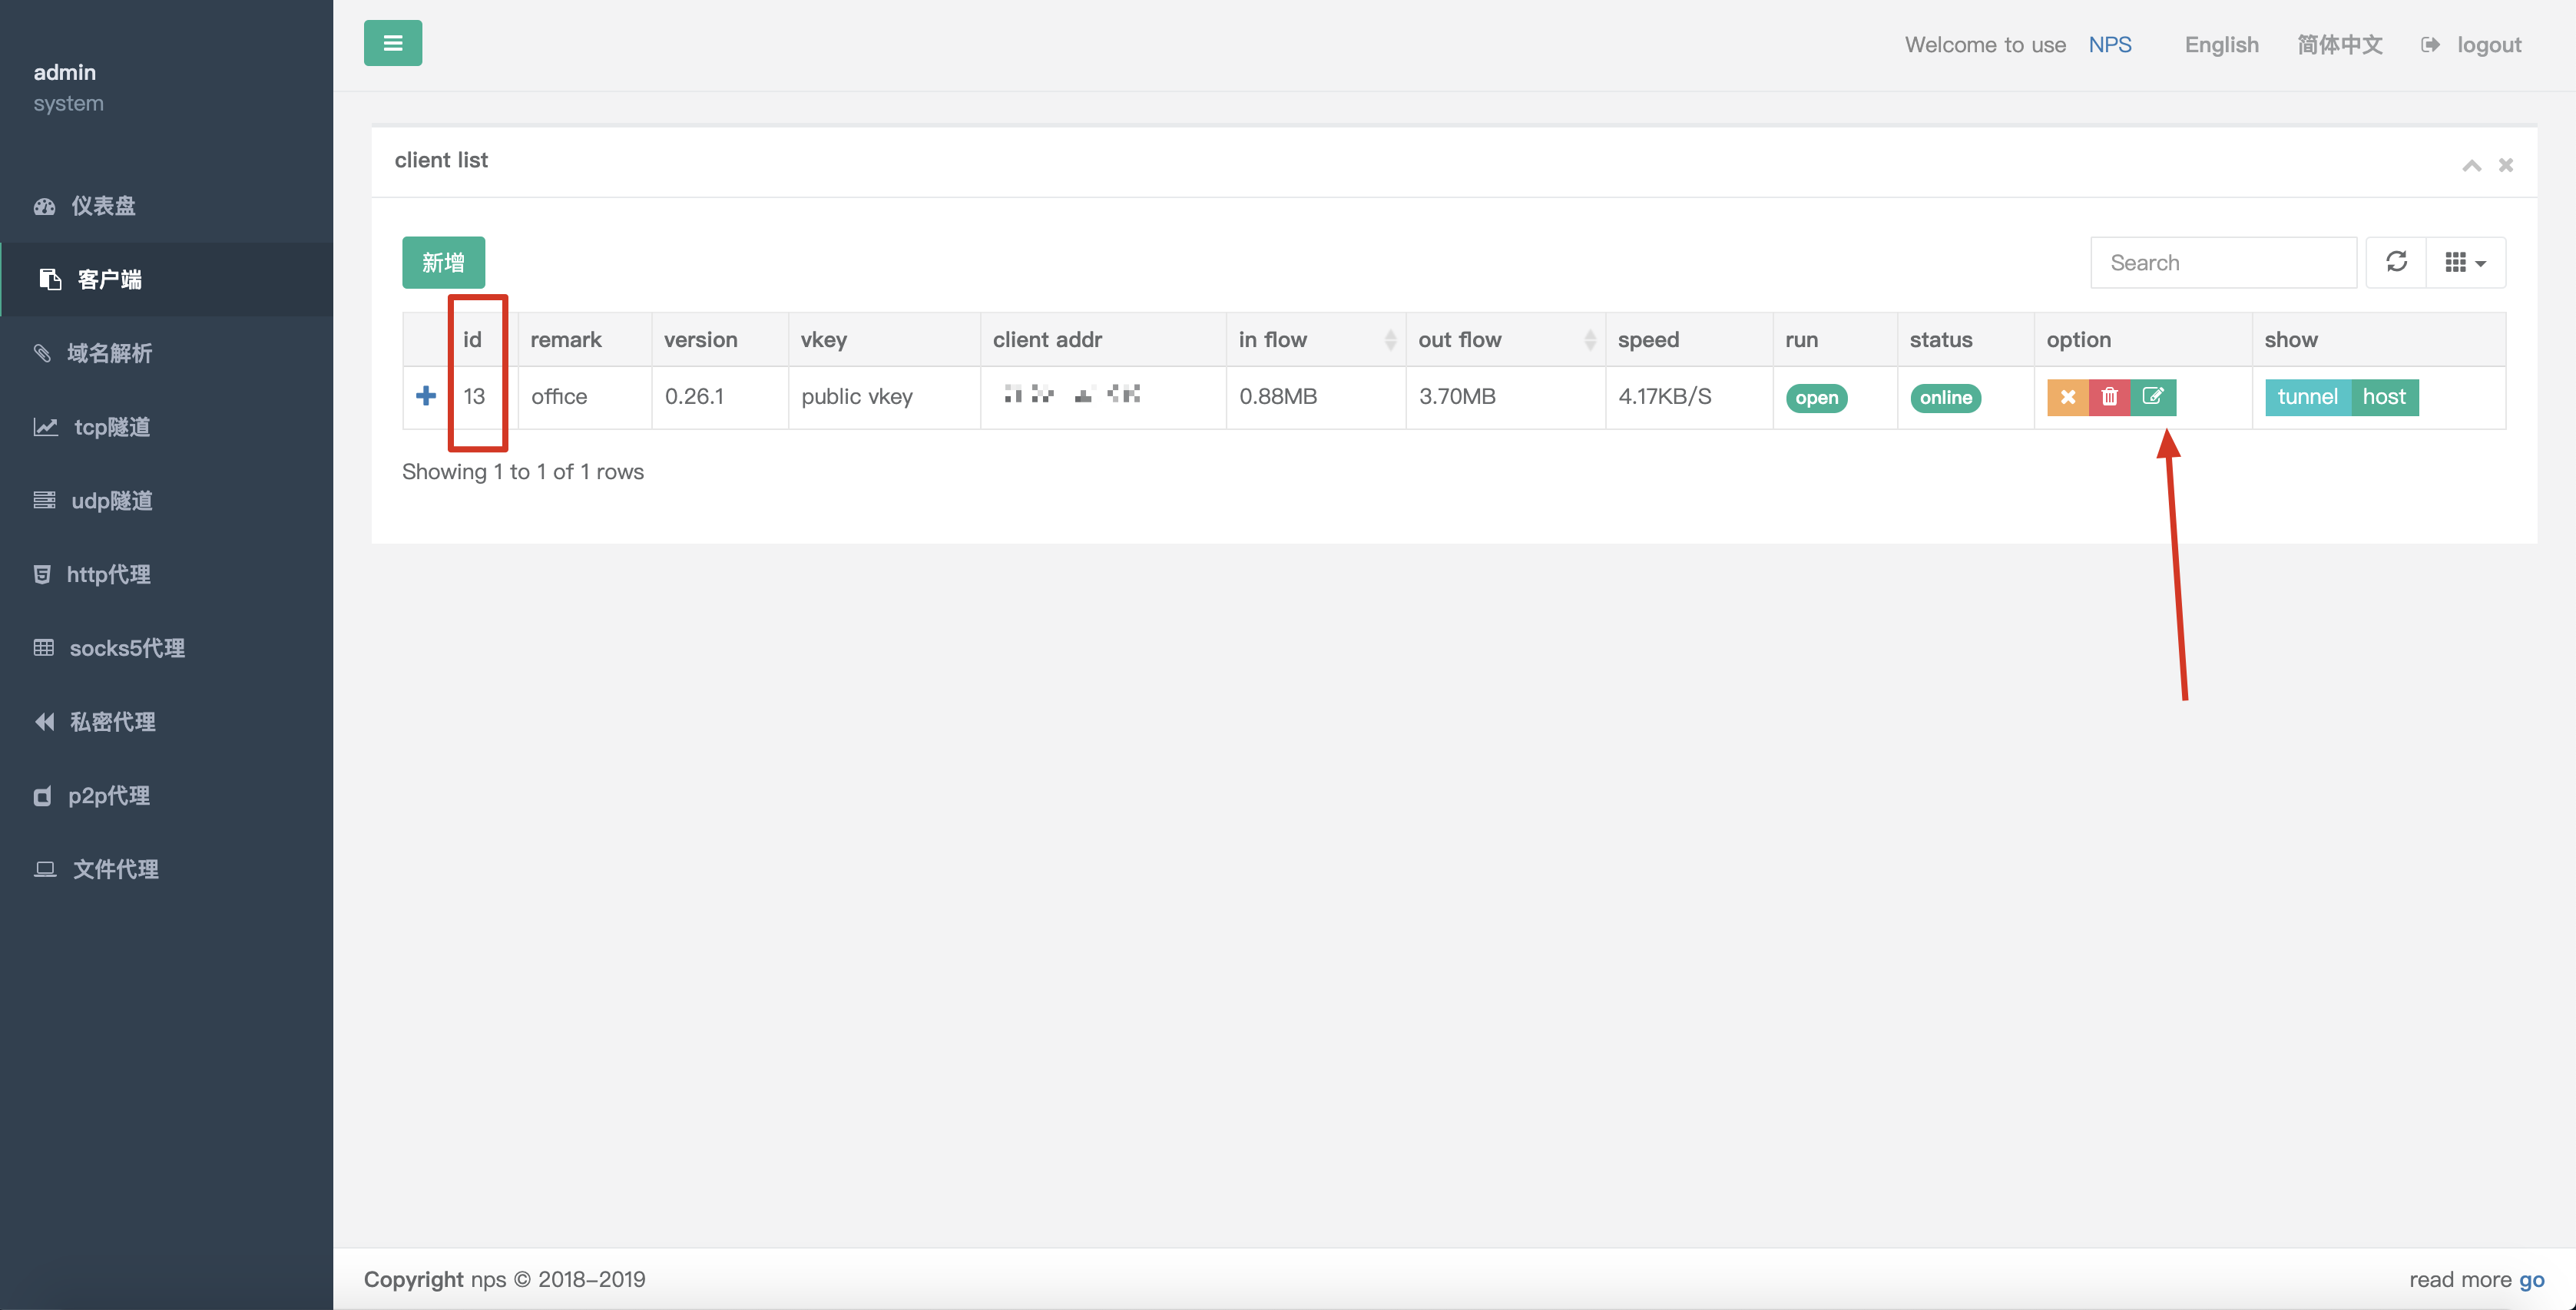 admin
system
仪表盘
客户端
域名解析
tcp隧道
udp隧道
http代理
socks5代理
私密代理
p2p代理
文件代理
Welcome to use NPS English 简体中文 logout
client list
新增
Search
id remark version vkey client addr in flow out flow speed run status option show
13 office 0.26.1 public vkey 0.88MB 3.70MB 4.17KB/S open online tunnel host
Showing 1 to 1 of 1 rows
Copyright nps © 2018-2019
read more go